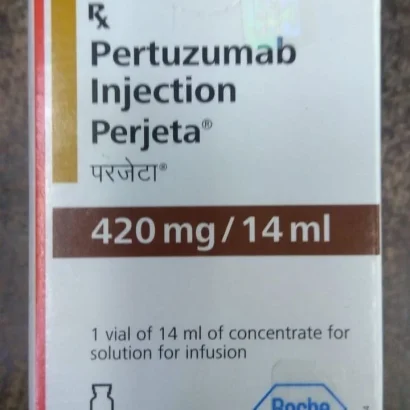 ℞
Pertuzumab
Injection
Perjeta®
परजेटा®
420 mg / 14 ml
1 vial of 14 ml of concentrate for
solution for infusion
Roche